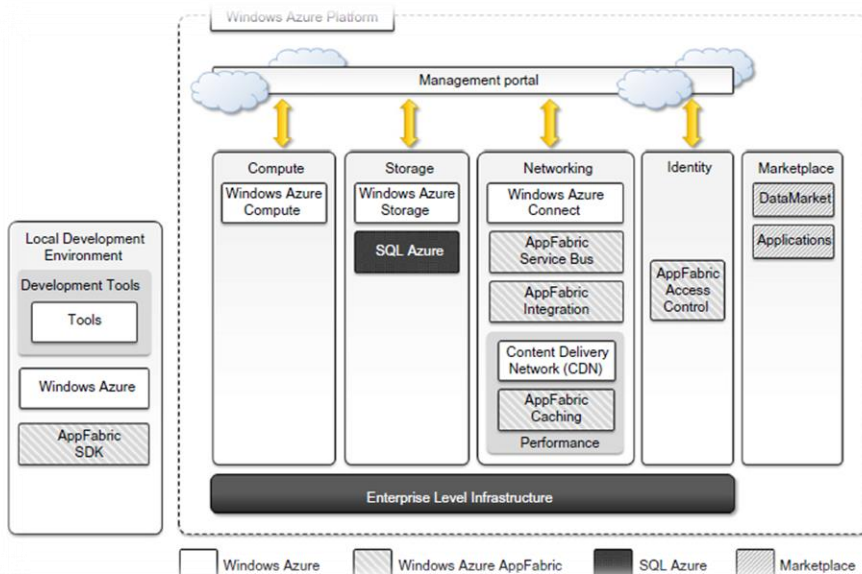 Windows Azure Platform
Management portal
Compute
Windows Azure
Compute
Storage
Windows Azure
Storage
SQL Azure
Networking
Windows Azure
Connect
AppFabric
Service Bus
AppFabric
Integration
Content Delivery
Network (CDN)
AppFabric
Caching
Performance
Identity
AppFabric
Access
Control
Marketplace
DataMarket
Applications
Local Development
Environment
Development Tools
Tools
Windows Azure
AppFabric
SDK
Enterprise Level Infrastructure
Windows Azure
Windows Azure AppFabric
SQL Azure
Marketplace